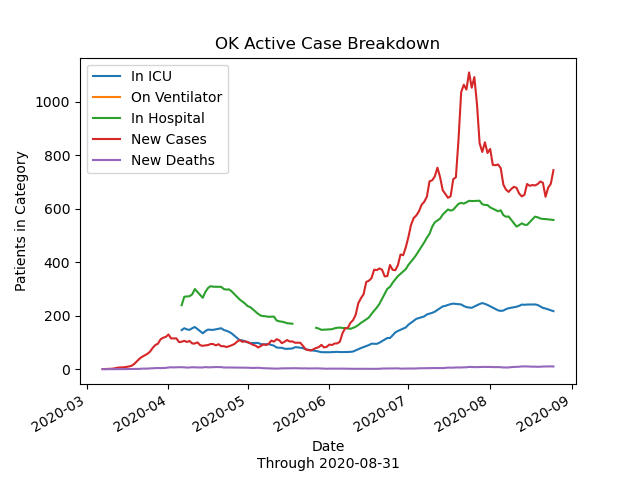 OK Active Case Breakdown
In ICU
On Ventilator
In Hospital
New Cases
New Deaths
Patients in Category
1000
800
600
400
200
0
2020-03
2020-04
2020-05
2020-06
2020-07
2020-08
2020-09
Date
Through 2020-08-31